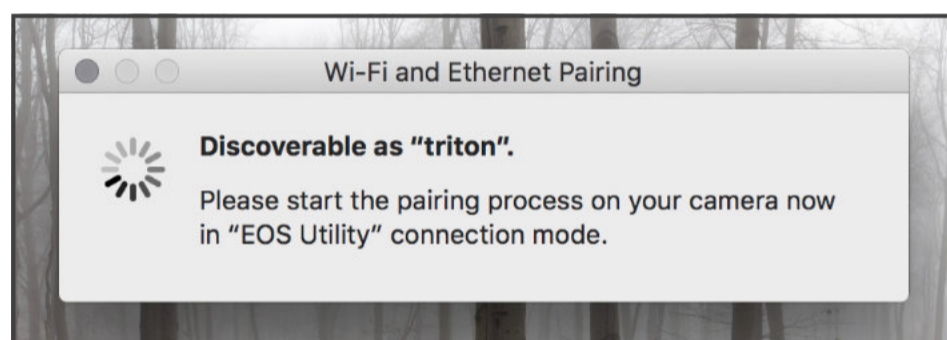 Wi-Fi and Ethernet Pairing
Discoverable as "triton".
Please start the pairing process on your camera now
in "EOS Utility" connection mode.